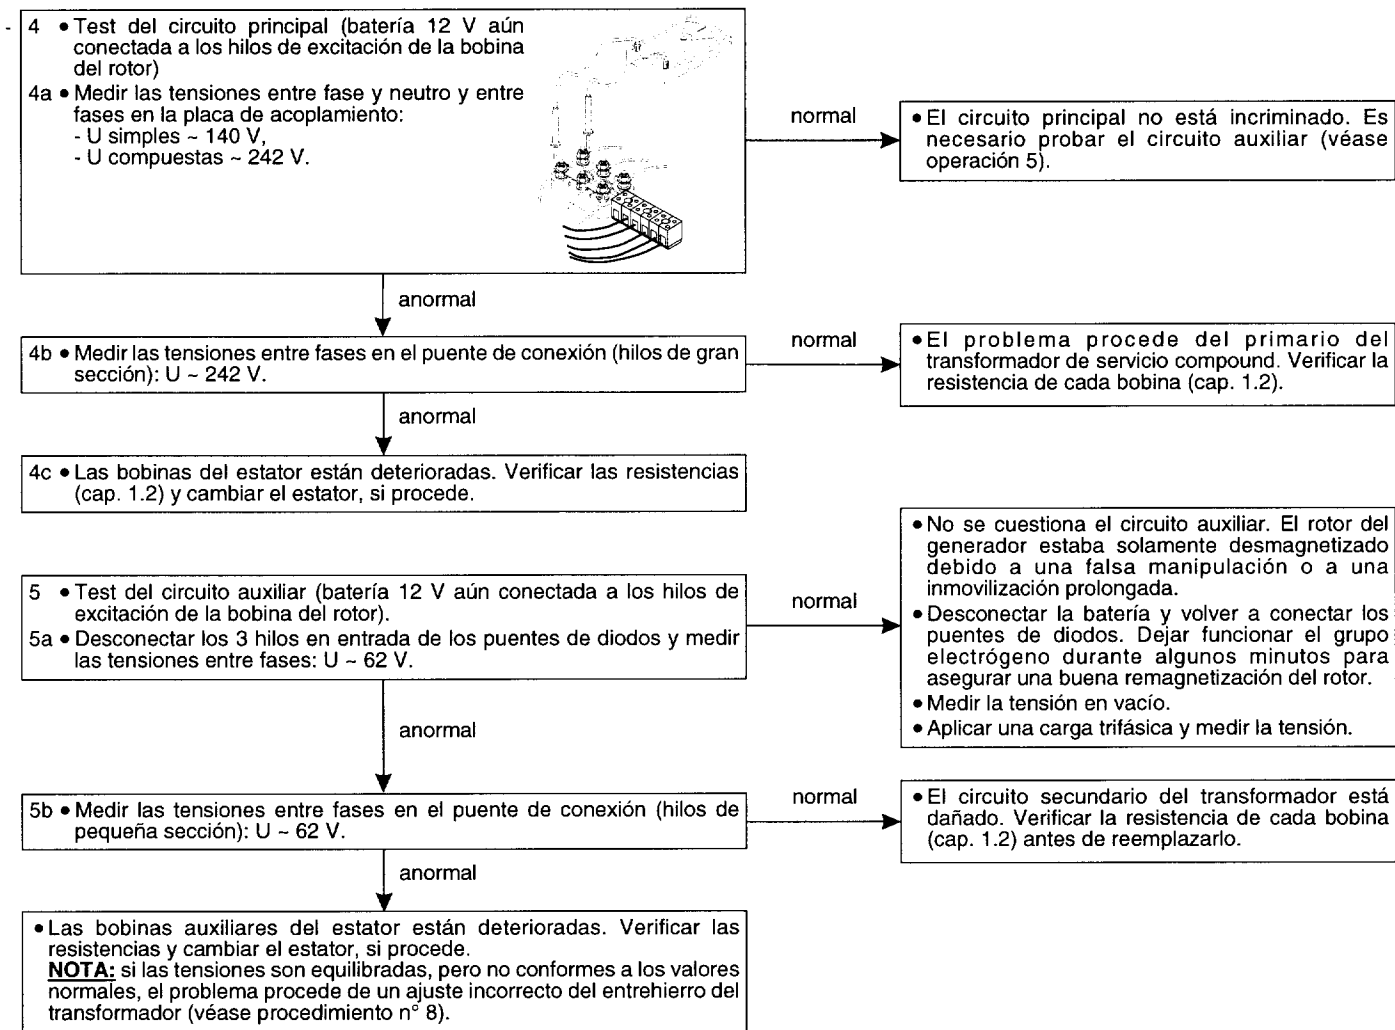 - 4 • Test del circuito principal (batería 12 V aún
conectada a los hilos de excitación de la bobina
del rotor)
4a • Medir las tensiones entre fase y neutro y entre
fases en la placa de acoplamiento:
- U simples ~ 140 V,
- U compuestas ~ 242 V.
normal
• El circuito principal no está incriminado. Es
necesario probar el circuito auxiliar (véase
operación 5).
anormal
4b • Medir las tensiones entre fases en el puente de conexión (hilos de gran
sección): U ~ 242 V.
normal
• El problema procede del primario del
transformador de servicio compound. Verificar la
resistencia de cada bobina (cap. 1.2).
anormal
4c • Las bobinas del estator están deterioradas. Verificar las resistencias
(cap. 1.2) y cambiar el estator, si procede.
5 • Test del circuito auxiliar (batería 12 V aún conectada a los hilos de
excitación de la bobina del rotor).
5a • Desconectar los 3 hilos en entrada de los puentes de diodos y medir
las tensiones entre fases: U ~ 62 V.
normal
• No se cuestiona el circuito auxiliar. El rotor del
generador estaba solamente desmagnetizado
debido a una falsa manipulación o a una
inmovilización prolongada.
• Desconectar la batería y volver a conectar los
puentes de diodos. Dejar funcionar el grupo
electrógeno durante algunos minutos para
asegurar una buena remagnetización del rotor.
• Medir la tensión en vacío.
• Aplicar una carga trifásica y medir la tensión.
anormal
5b • Medir las tensiones entre fases en el puente de conexión (hilos de
pequeña sección): U ~ 62 V.
normal
• El circuito secundario del transformador está
dañado. Verificar la resistencia de cada bobina
(cap. 1.2) antes de reemplazarlo.
anormal
• Las bobinas auxiliares del estator están deterioradas. Verificar las
resistencias y cambiar el estator, si procede.
NOTA: si las tensiones son equilibradas, pero no conformes a los valores
normales, el problema procede de un ajuste incorrecto del entrehierro del
transformador (véase procedimiento n° 8).